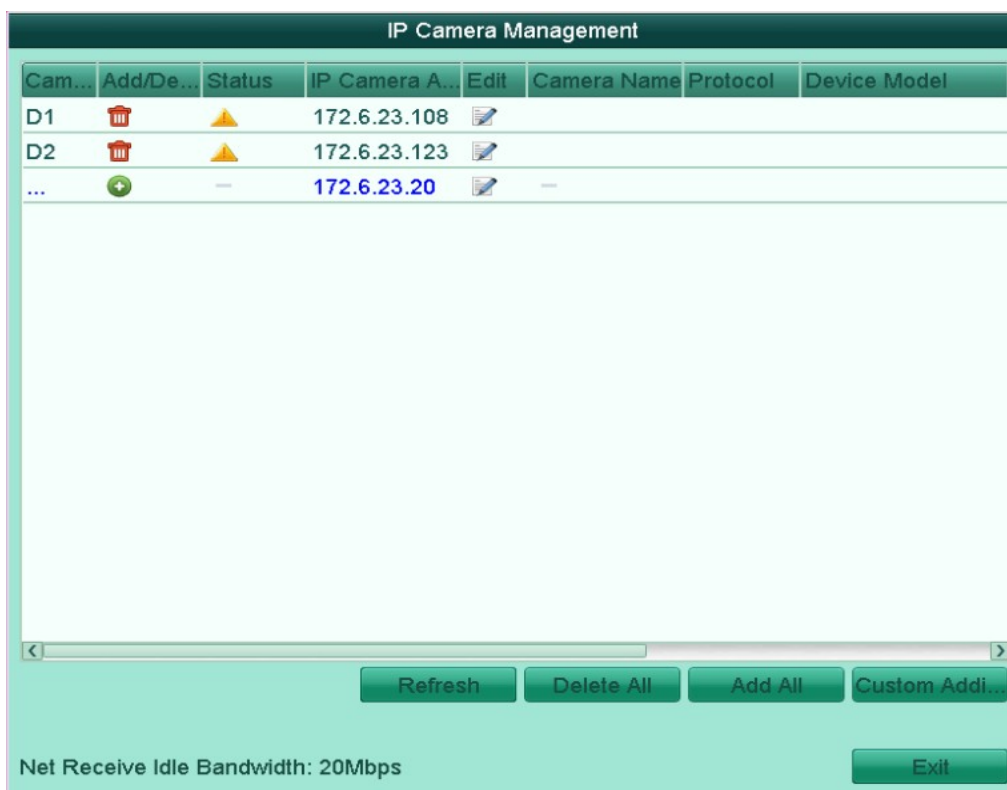 IP Camera Management
Cam... Add/De... Status IP Camera A... Edit Camera Name Protocol Device Model
D1 172.6.23.108
D2 172.6.23.123
... — 172.6.23.20 —
Refresh Delete All Add All Custom Addi...
Net Receive Idle Bandwidth: 20Mbps Exit